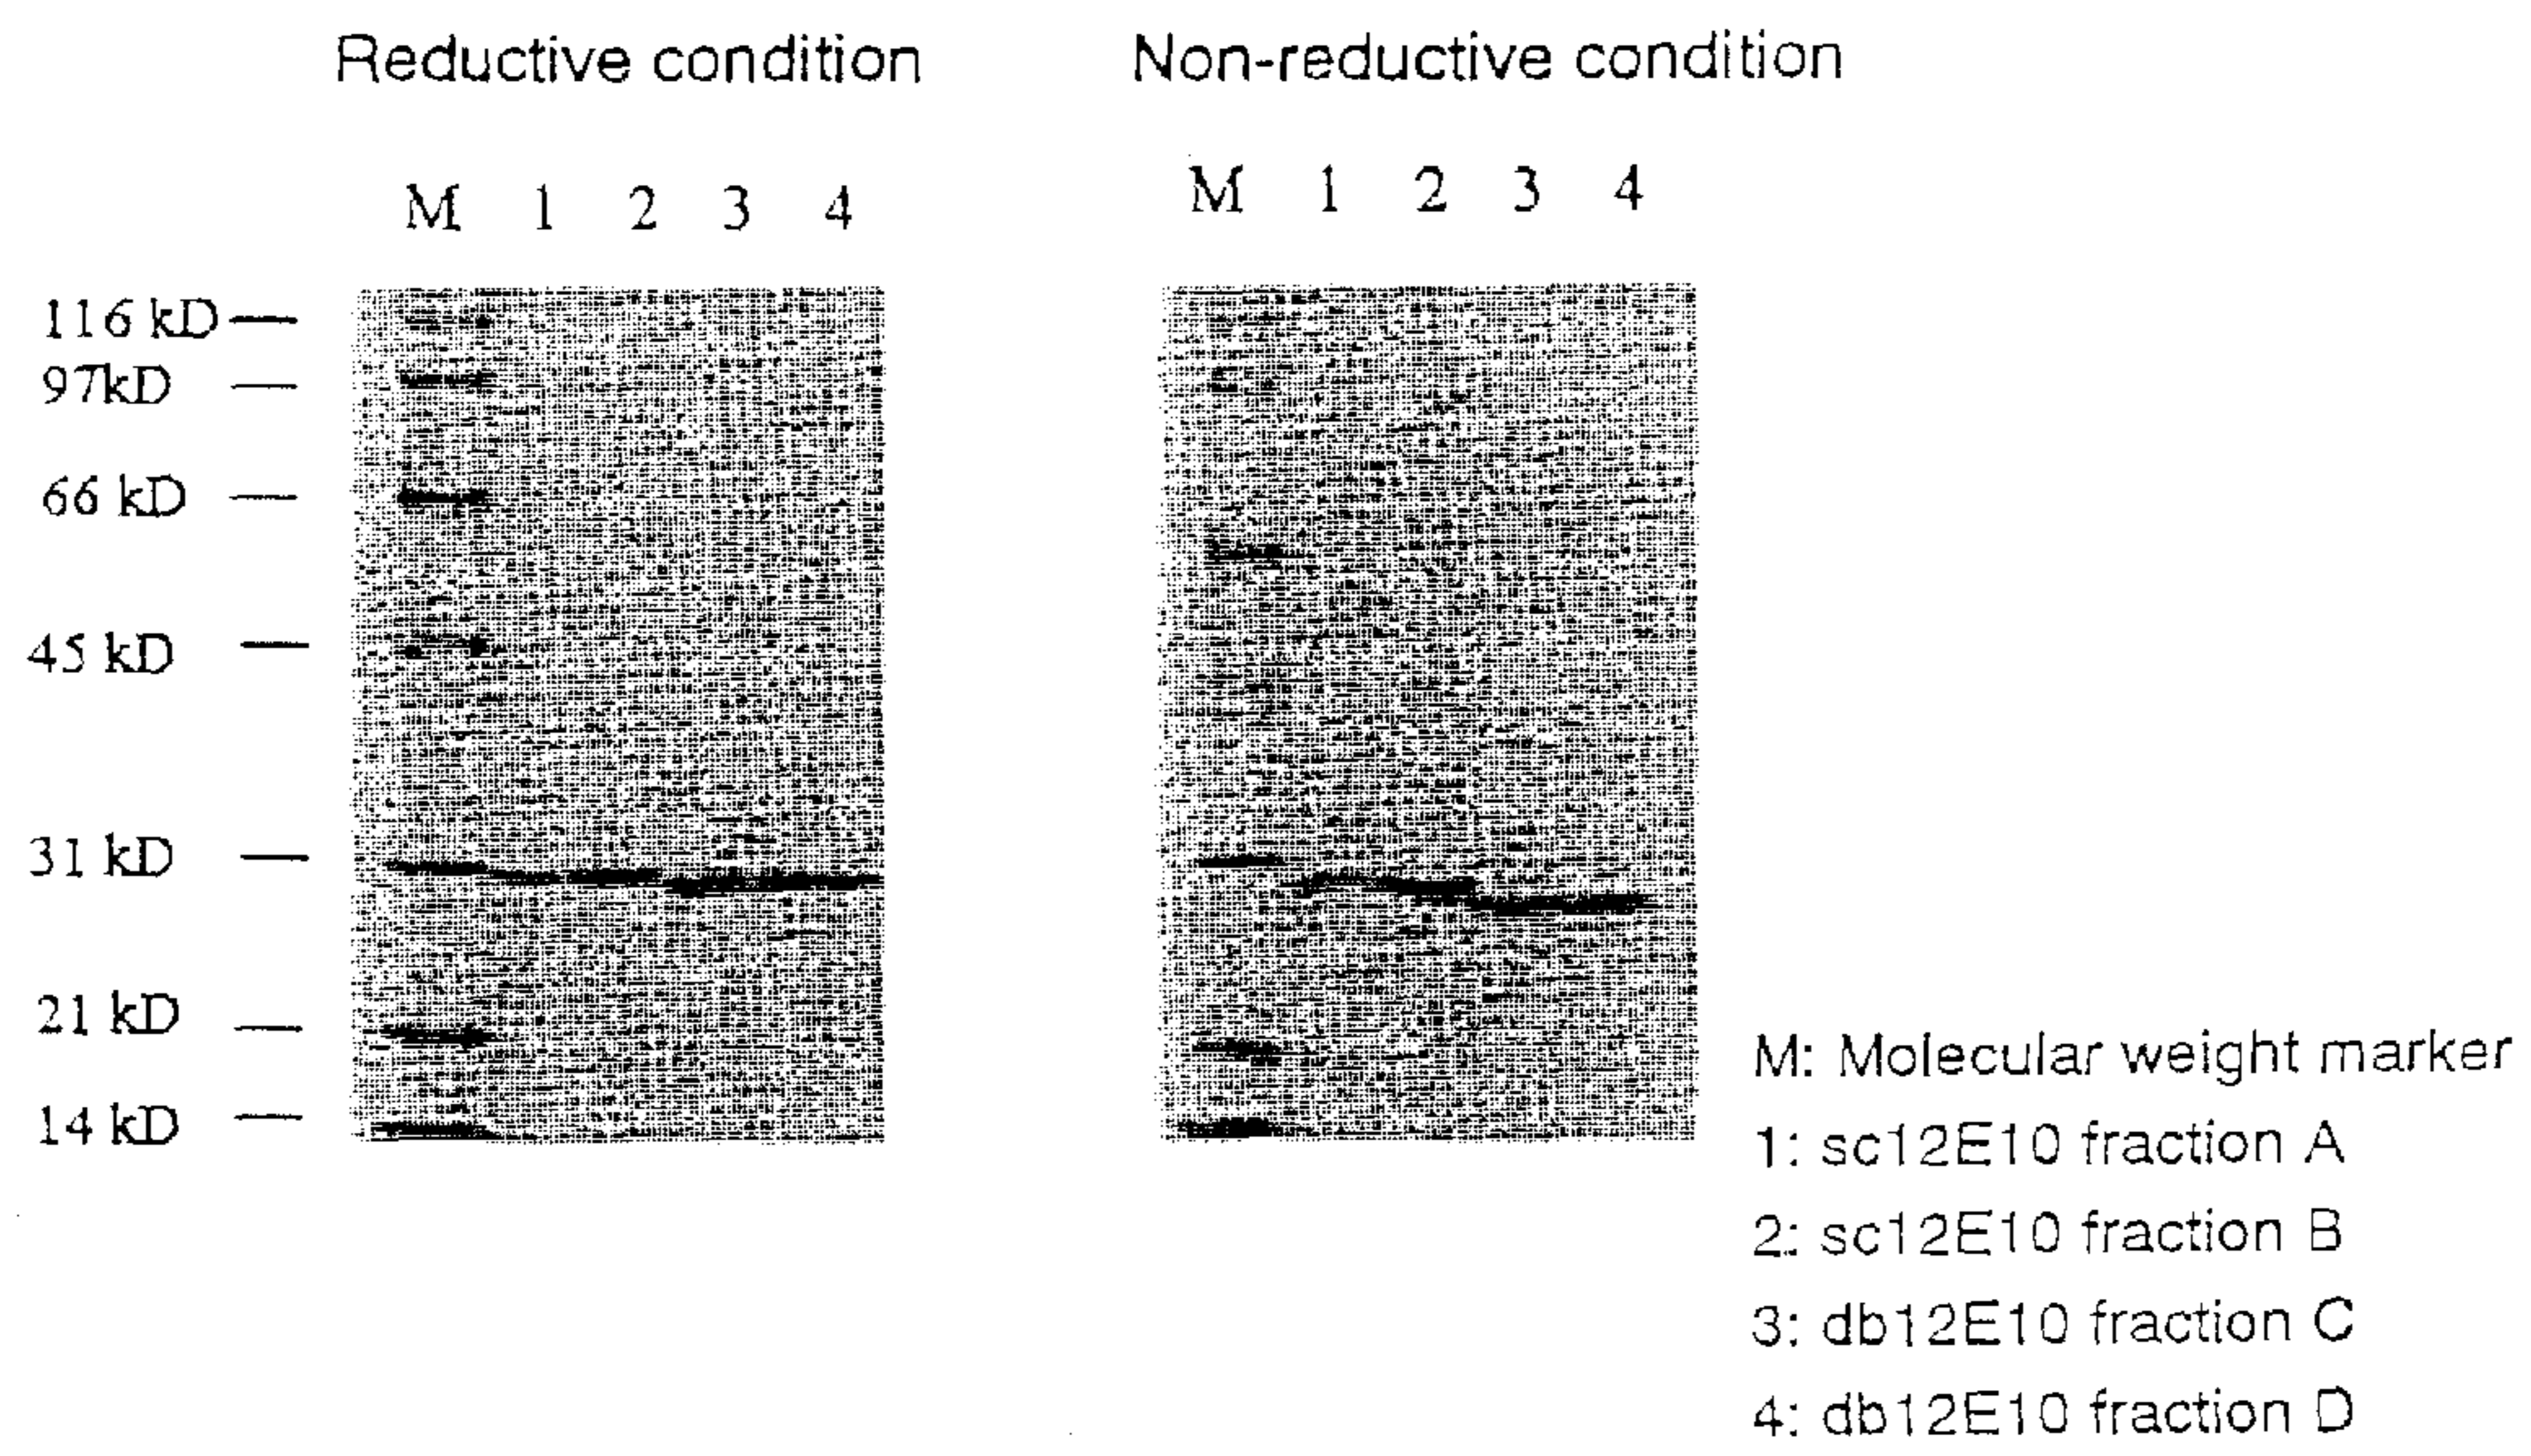 Reductive condition
Non-reductive condition
M 1 2 3 4
M 1 2 3 4
116 kD
97kD
66 kD
45 kD
31 kD
21 kD
14 kD
M: Molecular weight marker
1: sc12E10 fraction A
2: sc12E10 fraction B
3: db12E10 fraction C
4: db12E10 fraction D